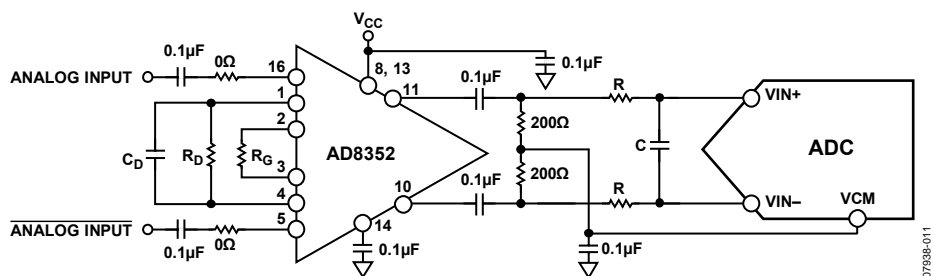 VCC
0.1µF
0Ω
ANALOG INPUT
16
8, 13
0.1µF
0.1µF
11
R
VIN+
1
2
200Ω
CD
RD
RG
AD8352
C
ADC
3
200Ω
4
10
0.1µF
R
VIN–
VCM
5
14
ANALOG INPUT
0.1µF
0Ω
0.1µF
0.1µF
07938-011